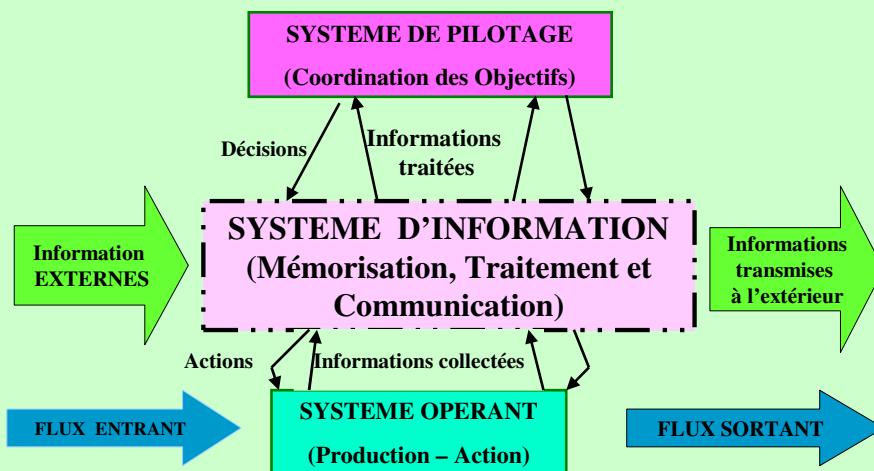 SYSTEME DE PILOTAGE
(Coordination des Objectifs)
Décisions
Informations
traitées
Information
EXTERNES
SYSTEME D’INFORMATION
(Mémorisation, Traitement et
Communication)
Informations
transmises
à l’extérieur
Actions
Informations collectées
FLUX ENTRANT
SYSTEME OPERANT
(Production – Action)
FLUX SORTANT